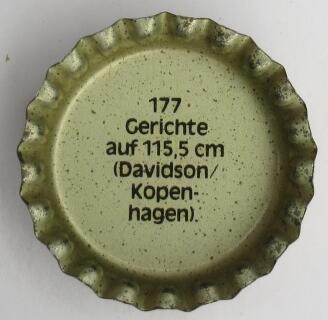 177
Gerichte
auf 115,5 cm
(Davidson/
Kopen-
hagen).